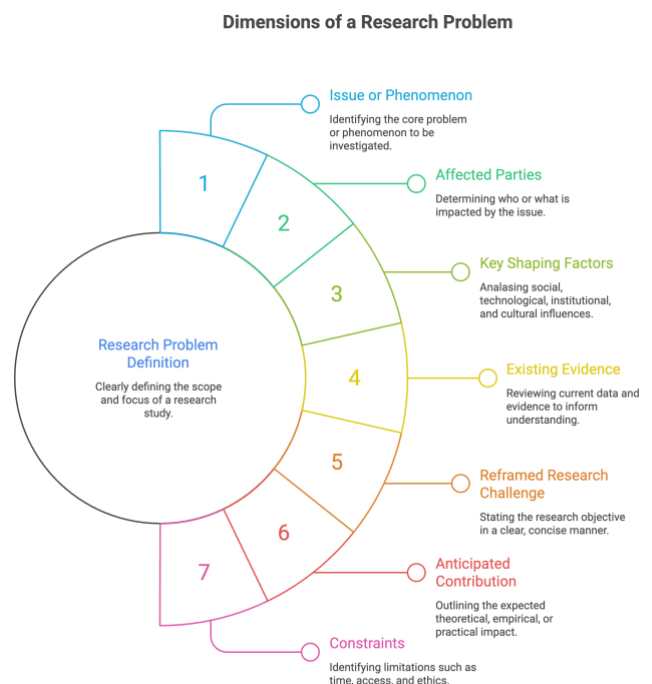 Dimensions of a Research Problem
Issue or Phenomenon
Identifying the core problem
or phenomenon to be
investigated.
1
Affected Parties
Determining who or what is
impacted by the issue.
2
Key Shaping Factors
Analasing social,
technological, institutional,
and cultural influences.
3
Research Problem
Definition
Clearly defining the scope
and focus of a research
study.
4
Existing Evidence
Reviewing current data and
evidence to inform
understanding.
5
Reframed Research
Challenge
Stating the research objective
in a clear, concise manner.
6
Anticipated
Contribution
Outlining the expected
theoretical, empirical, or
practical impact.
7
Constraints
Identifying limitations such as
time, access, and ethics.